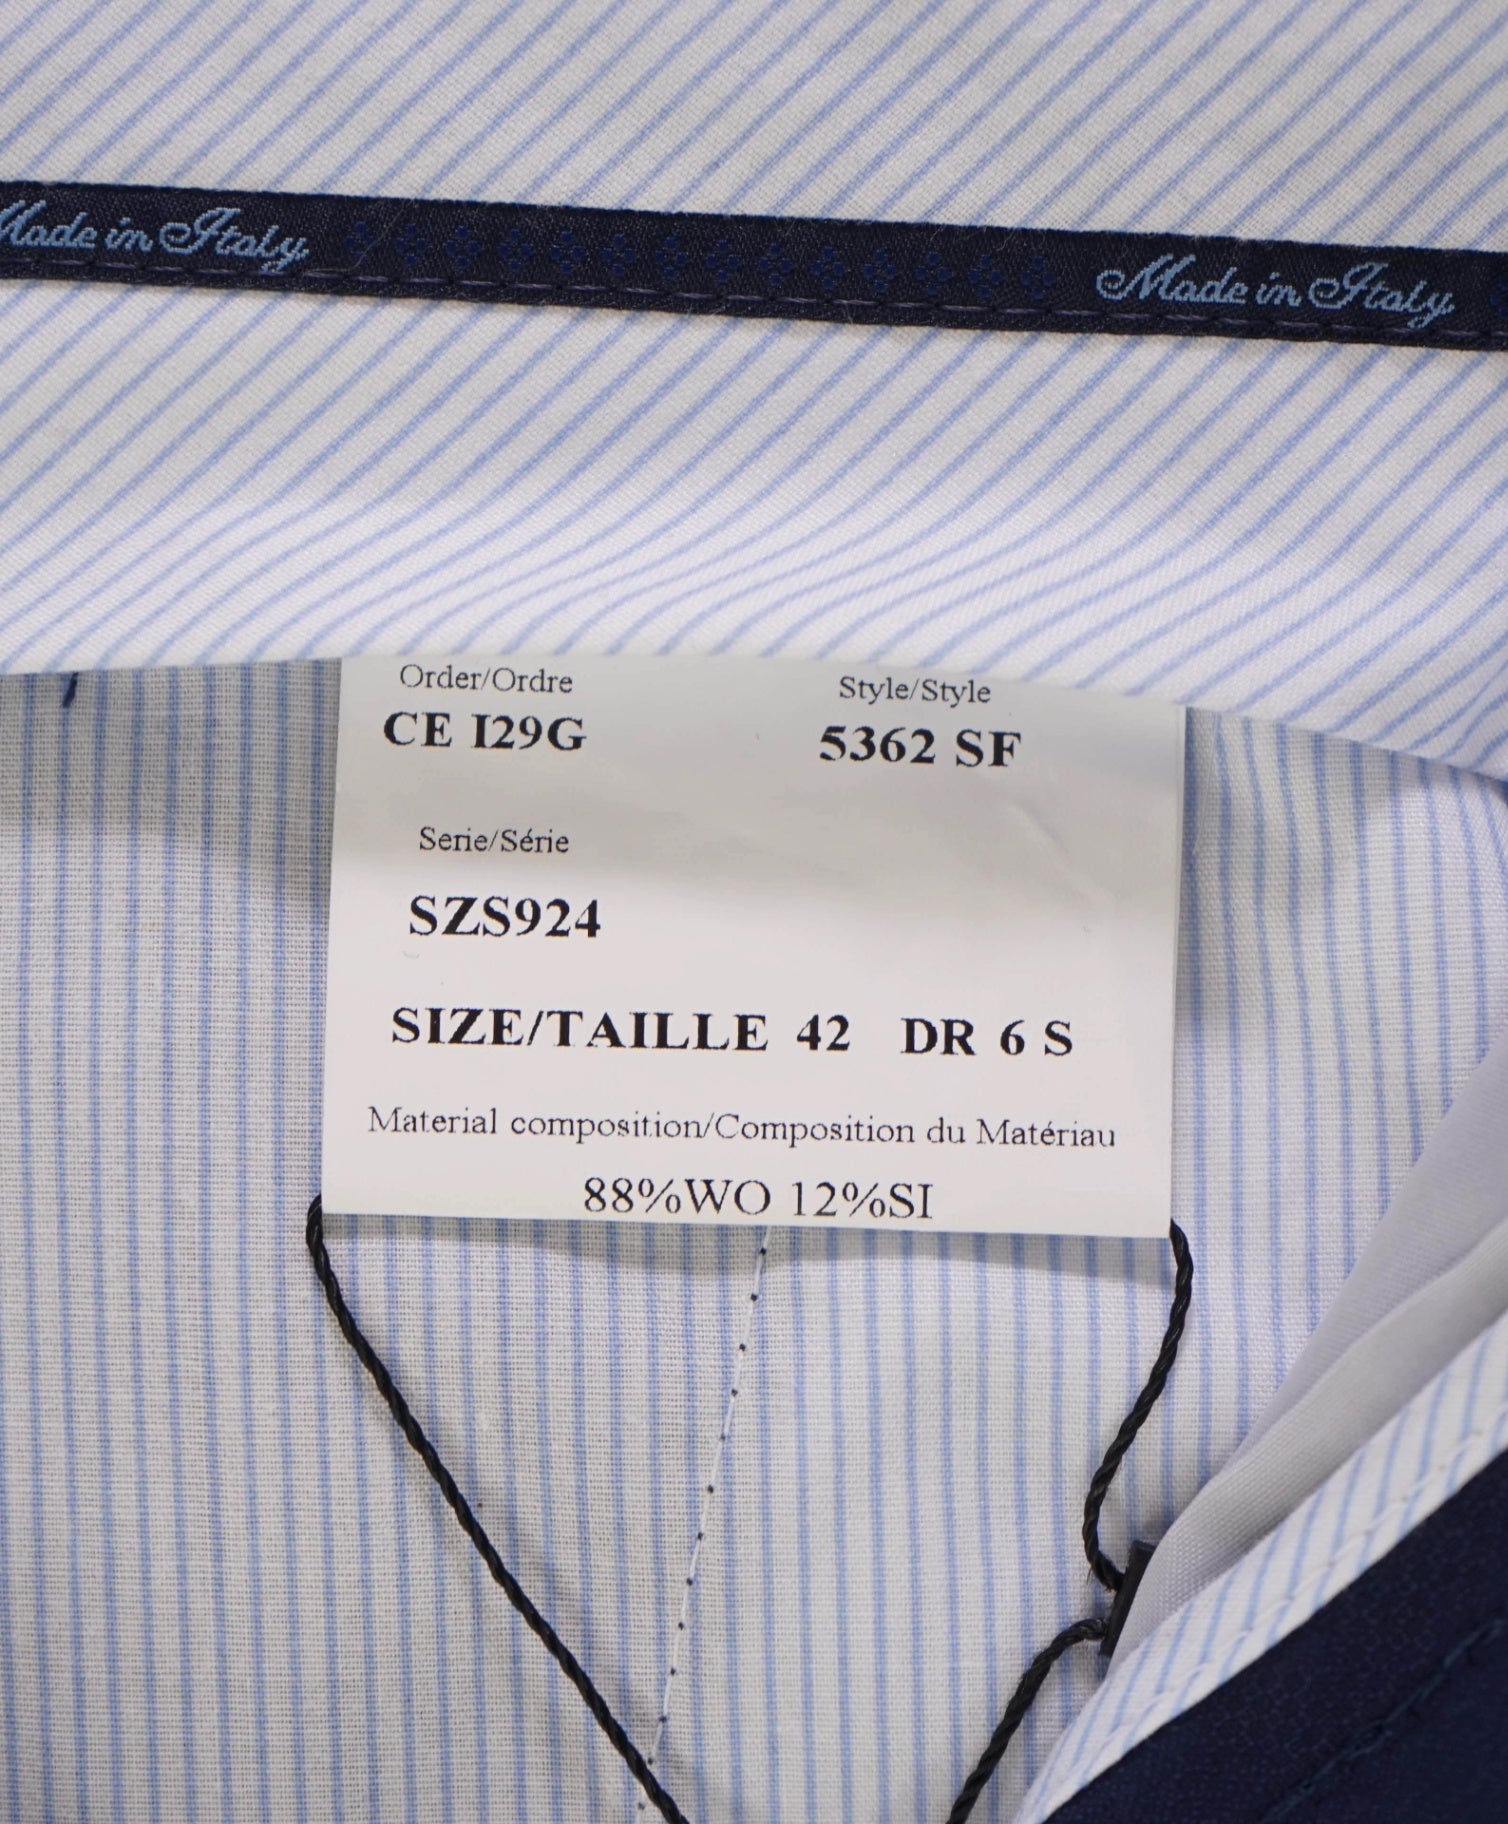 Made in Italy
Made in Italy
Order/Ordre
Style/Style
CE I29G
5362 SF
Serie/Série
SZS924
SIZE/TAILLE 42 DR 6 S
Material composition/Composition du Matériau
88%WO 12%SI